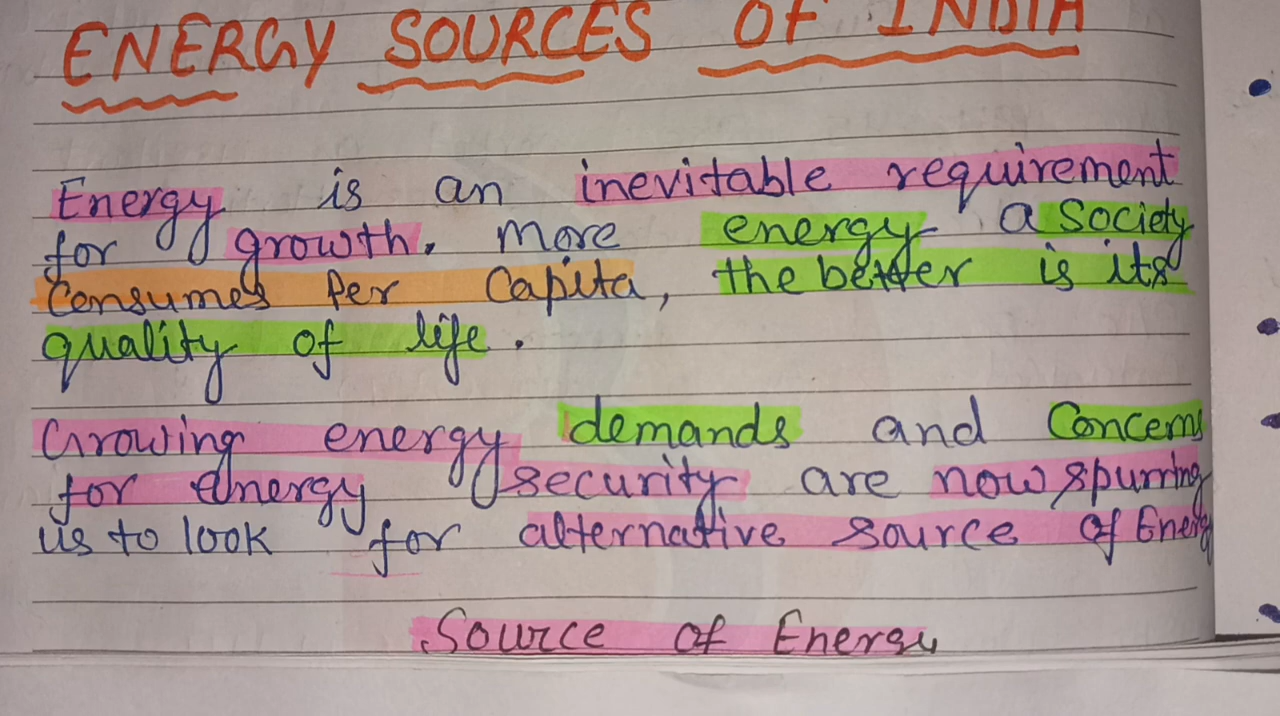 ENERGY SOURCES OF INDIA
Energy is an inevitable requirement
for growth. More energy a society
Consumes Per Capita, the better is its
quality of life.
Growing energy demands and Concerns
for energy security are now spurring
us to look for alternative source of Energy
Source of Energy